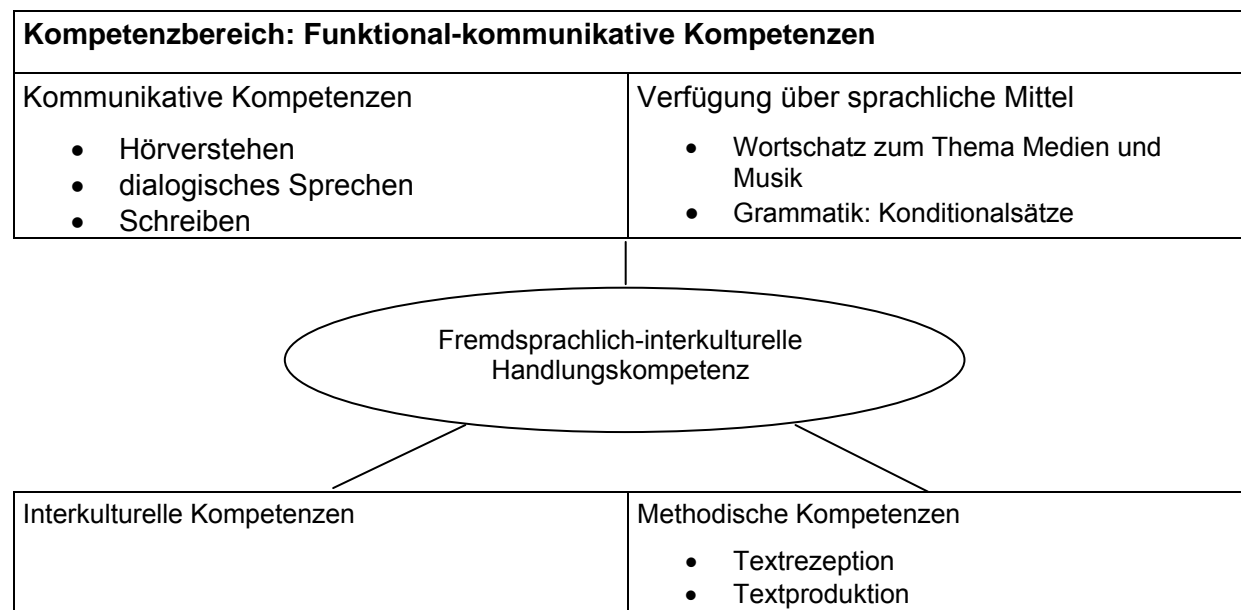 Kompetenzbereich: Funktional-kommunikative Kompetenzen
Kommunikative Kompetenzen
• Hörverstehen
• dialogisches Sprechen
• Schreiben
Verfügung über sprachliche Mittel
• Wortschatz zum Thema Medien und
Musik
• Grammatik: Konditionalsätze
Fremdsprachlich-interkulturelle
Handlungskompetenz
Interkulturelle Kompetenzen
Methodische Kompetenzen
• Textrezeption
• Textproduktion